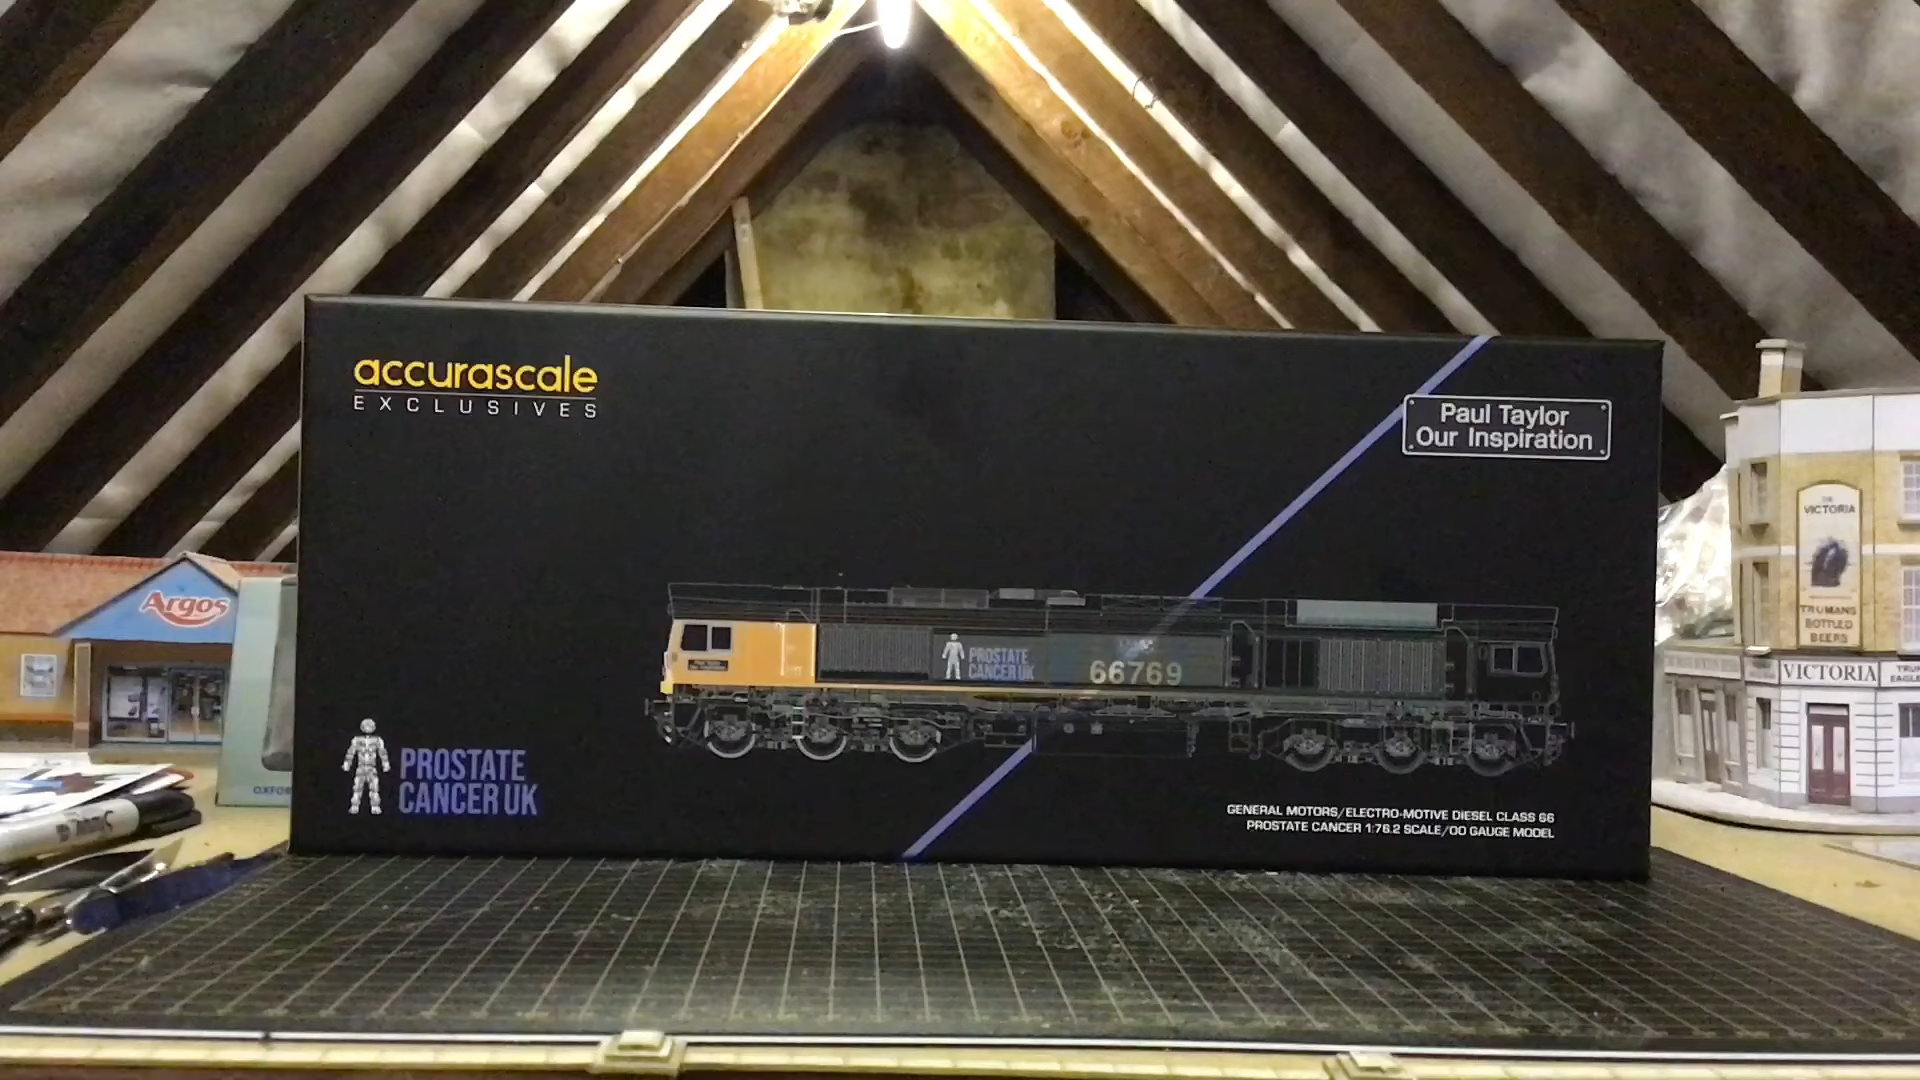 accurascale
EXCLUSIVES
Paul Taylor
Our Inspiration
PROSTATE
CANCER UK
66769
PROSTATE
CANCER UK
GENERAL MOTORS/ELECTRO-MOTIVE DIESEL CLASS 66
PROSTATE CANCER 1:76.2 SCALE/OO GAUGE MODEL
Argos
VICTORIA
TRUMANS
BOTTLED
BEERS
VICTORIA